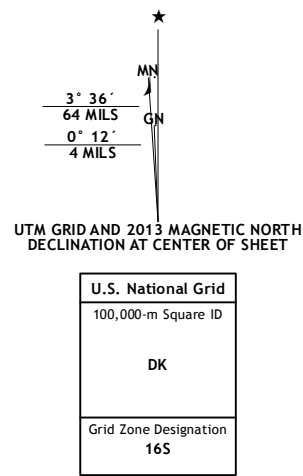 ★
MN
3° 36´
64 MILS
GN
0° 12´
4 MILS
UTM GRID AND 2013 MAGNETIC NORTH
DECLINATION AT CENTER OF SHEET
U.S. National Grid
100,000-m Square ID
DK
Grid Zone Designation
16S